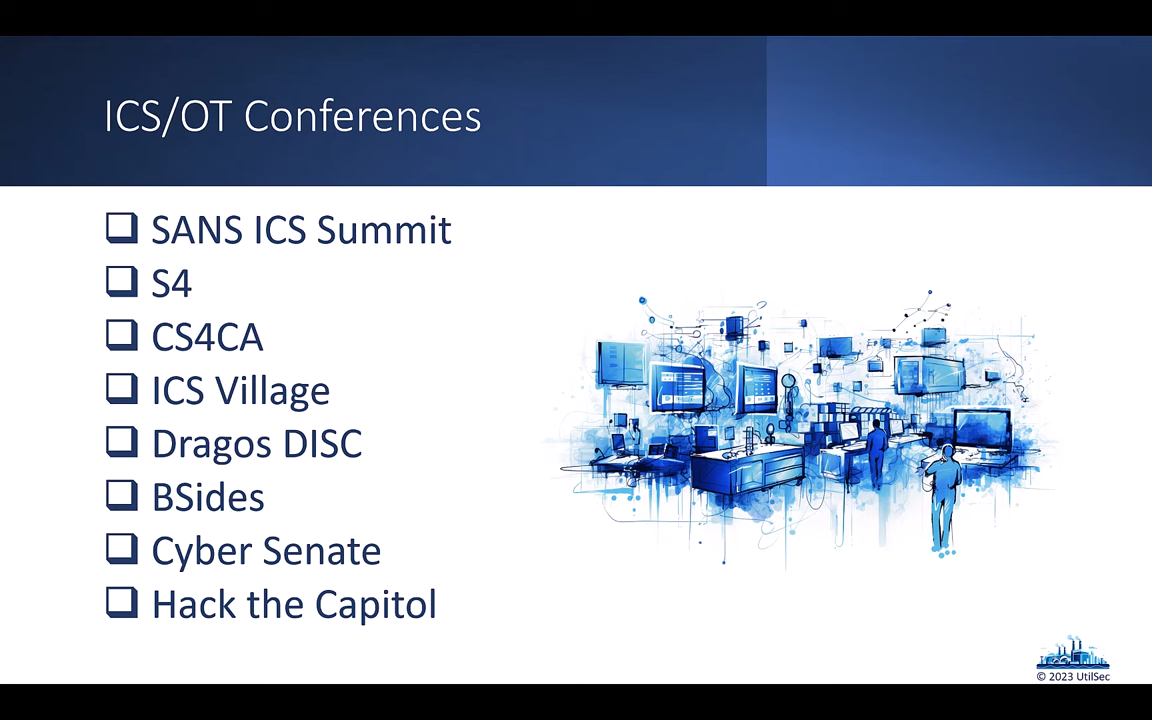 ICS/OT Conferences
SANS ICS Summit
S4
CS4CA
ICS Village
Dragos DISC
BSides
Cyber Senate
Hack the Capitol
© 2023 UtilSec